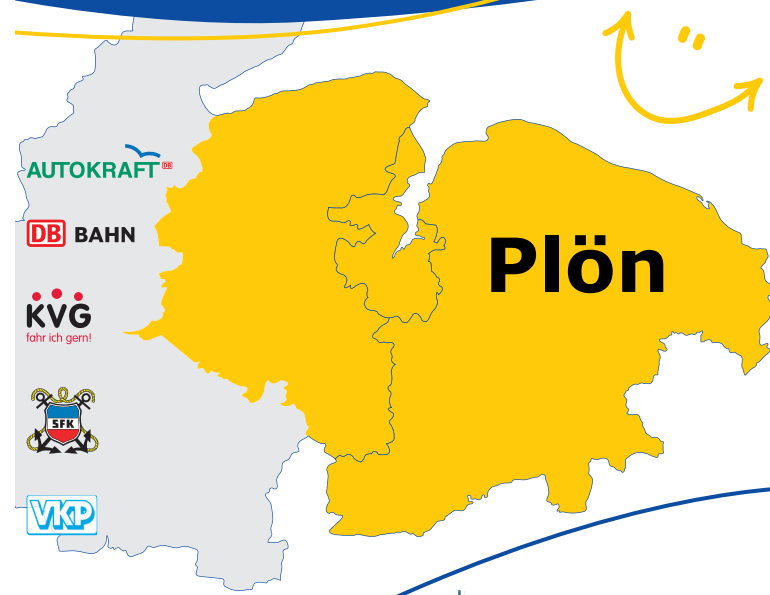 AUTOKRAFT DB
DB BAHN
KVG
fahr ich gern!
SFK
VKP
Plön